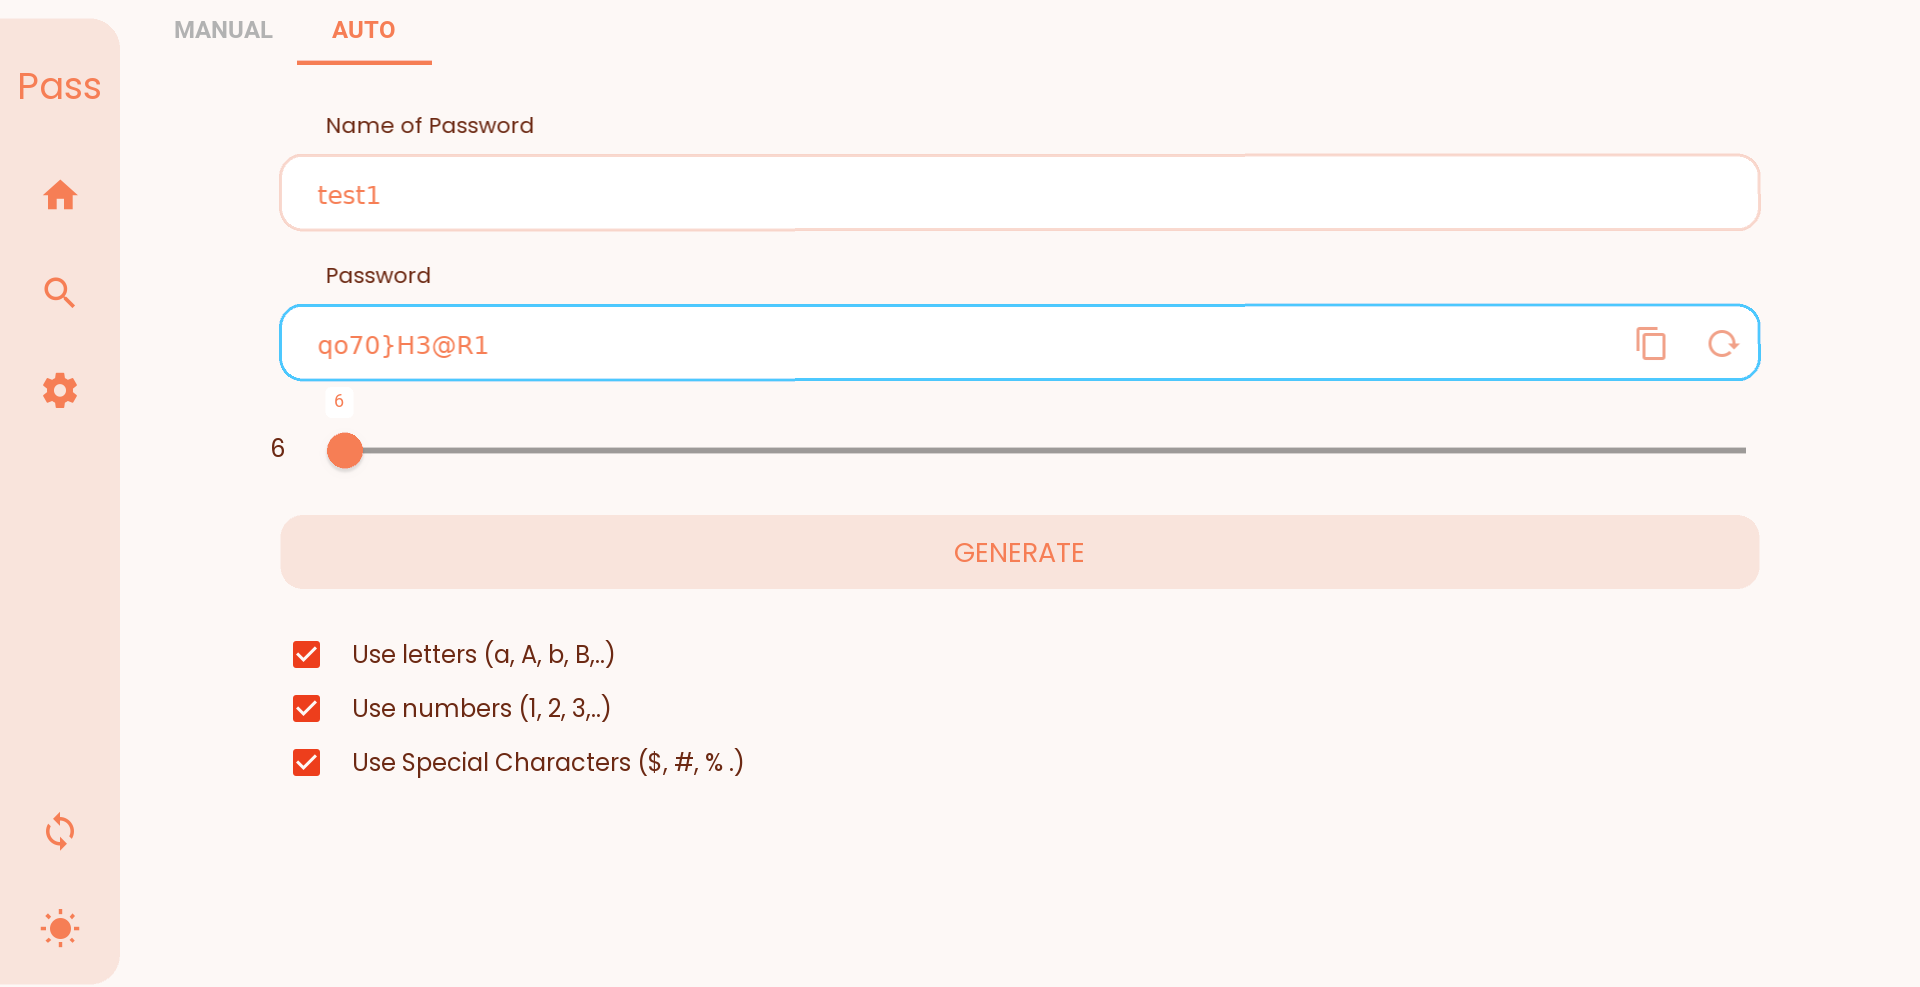 MANUAL AUTO
Pass
Name of Password
test1
Password
qo70}H3@R1
6
6
GENERATE
Use letters (a, A, b, B,..)
Use numbers (1, 2, 3,..)
Use Special Characters ($, #, % .)